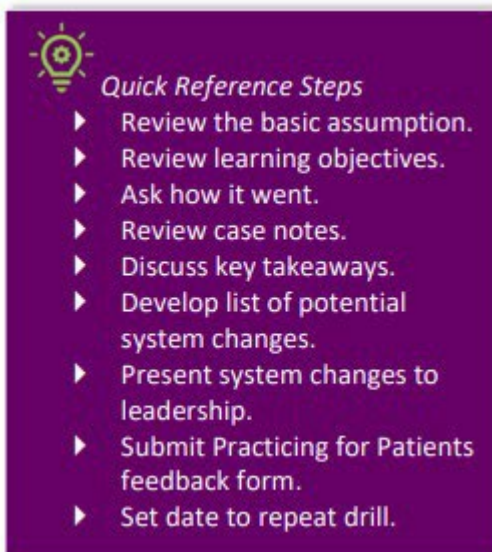 Quick Reference Steps
Review the basic assumption.
Review learning objectives.
Ask how it went.
Review case notes.
Discuss key takeaways.
Develop list of potential
system changes.
Present system changes to
leadership.
Submit Practicing for Patients
feedback form.
Set date to repeat drill.